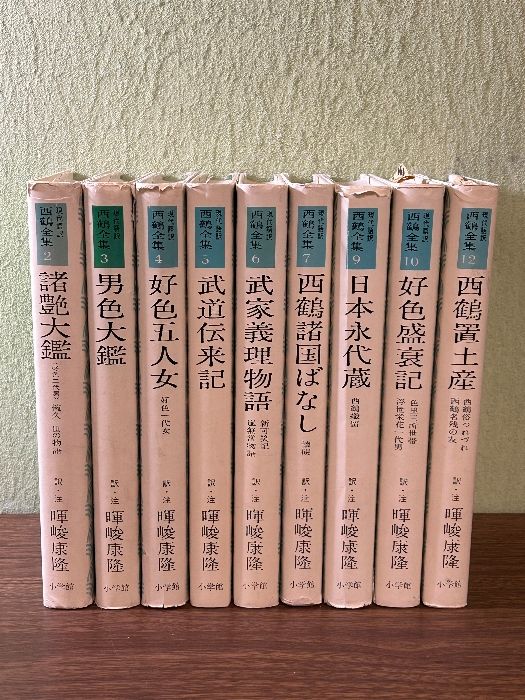 現代語訳
西鶴全集
2
諸艶大鑑
訳・注
暉峻康隆
小学館
現代語訳
西鶴全集
3
男色大鑑
訳・注
暉峻康隆
小学館
現代語訳
西鶴全集
4
好色五人女
好色一代女
訳・注
暉峻康隆
小学館
現代語訳
西鶴全集
5
武道伝来記
訳・注
暉峻康隆
小学館
現代語訳
西鶴全集
6
武家義理物語
新可笑記
訳・注
暉峻康隆
小学館
現代語訳
西鶴全集
7
西鶴諸国ばなし
訳・注
暉峻康隆
小学館
現代語訳
西鶴全集
9
日本永代蔵
西鶴織留
訳・注
暉峻康隆
小学館
現代語訳
西鶴全集
10
好色盛衰記
色里三所世帯
浮世栄花一代男
訳・注
暉峻康隆
小学館
現代語訳
西鶴全集
12
西鶴置土産
西鶴俗つれづれ
西鶴名残の友
訳・注
暉峻康隆
小学館